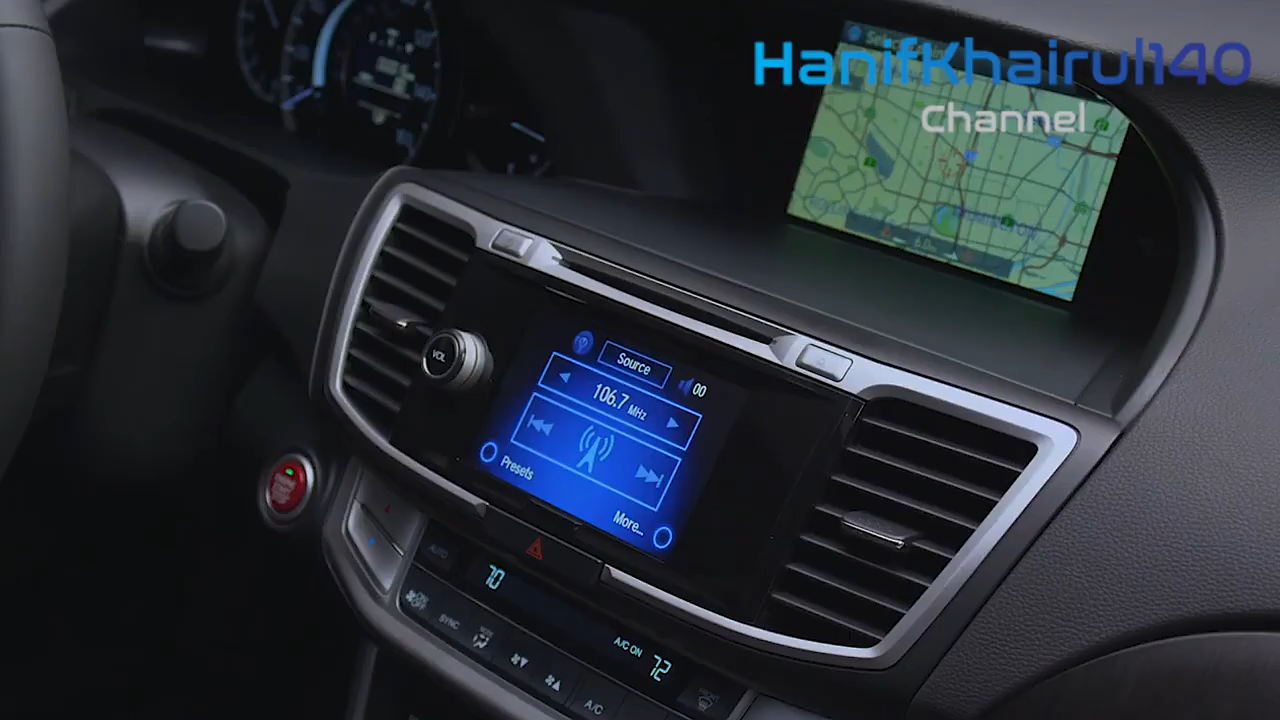 HanifKhairul140
Channel
Source
00
106.7 MHz
VOL
Presets
More...
70
AUTO
SYNC
A/C ON
72
A/C